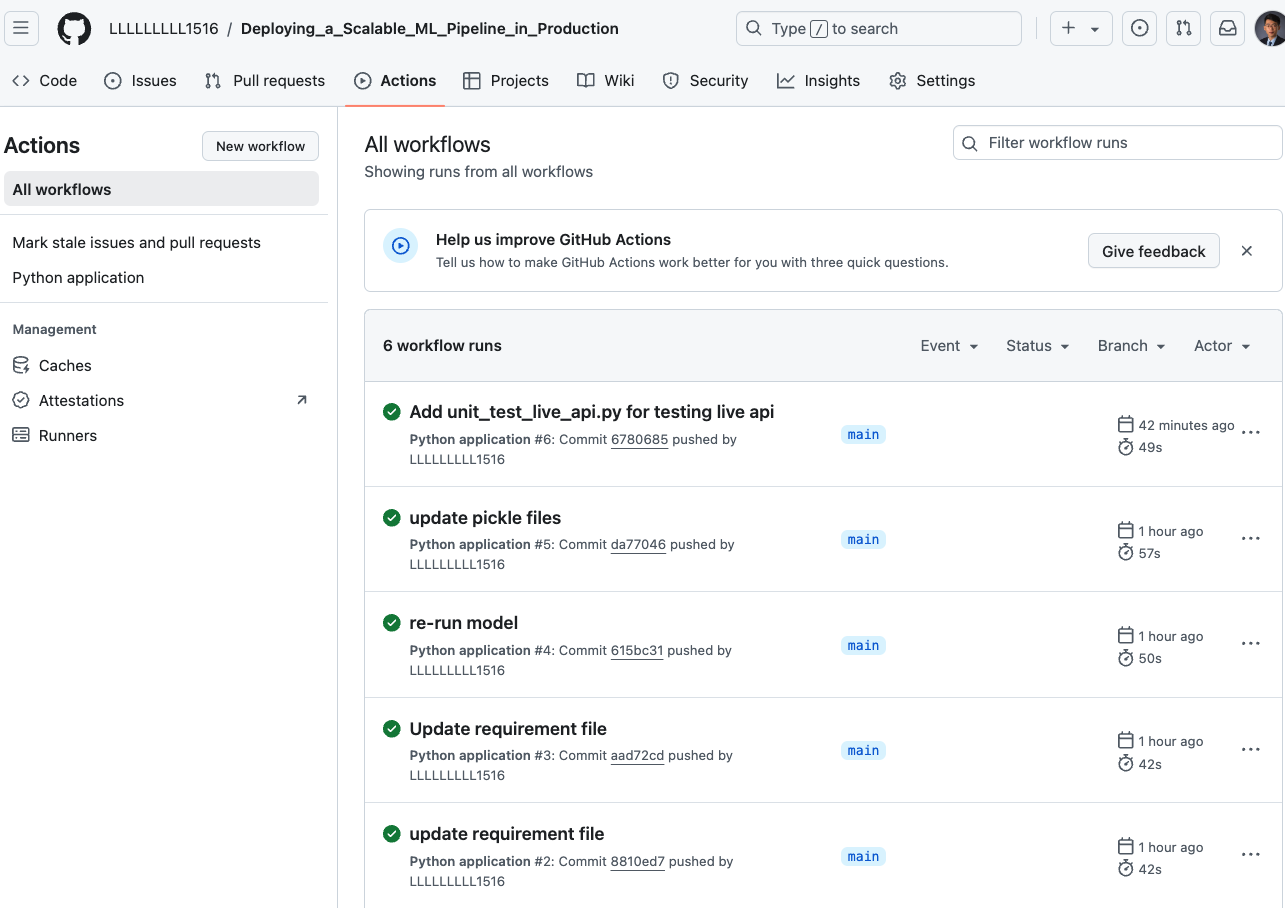 LLLLLLLLL1516 / Deploying_a_Scalable_ML_Pipeline_in_Production
Type / to search
Code
Issues
Pull requests
Actions
Projects
Wiki
Security
Insights
Settings
Actions
New workflow
All workflows
Mark stale issues and pull requests
Python application
Management
Caches
Attestations
Runners
All workflows
Showing runs from all workflows
Filter workflow runs
Help us improve GitHub Actions
Tell us how to make GitHub Actions work better for you with three quick questions.
Give feedback
6 workflow runs
Event
Status
Branch
Actor
Add unit_test_live_api.py for testing live api
Python application #6: Commit 6780685 pushed by
LLLLLLLLL1516
main
42 minutes ago
49s
update pickle files
Python application #5: Commit da77046 pushed by
LLLLLLLLL1516
main
1 hour ago
57s
re-run model
Python application #4: Commit 615bc31 pushed by
LLLLLLLLL1516
main
1 hour ago
50s
Update requirement file
Python application #3: Commit aad72cd pushed by
LLLLLLLLL1516
main
1 hour ago
42s
update requirement file
Python application #2: Commit 8810ed7 pushed by
LLLLLLLLL1516
main
1 hour ago
42s